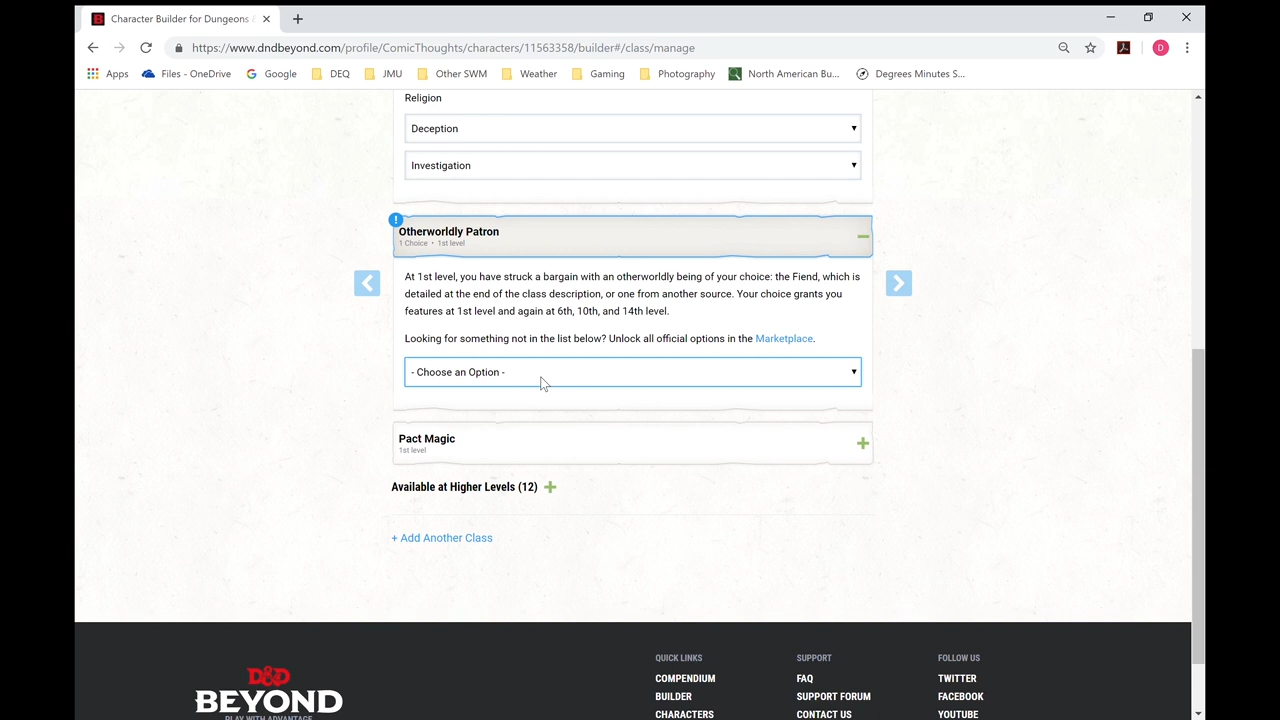 Character Builder for Dungeons &
https://www.dndbeyond.com/profile/ComicThoughts/characters/11563358/builder#/class/manage
D
Apps
Files - OneDrive
Google
DEQ
JMU
Other SWM
Weather
Gaming
Photography
North American Bu...
Degrees Minutes S...
Religion
Deception
Investigation
!
Otherworldly Patron
1 Choice • 1st level
At 1st level, you have struck a bargain with an otherworldly being of your choice: the Fiend, which is
detailed at the end of the class description, or one from another source. Your choice grants you
features at 1st level and again at 6th, 10th, and 14th level.
Looking for something not in the list below? Unlock all official options in the Marketplace.
- Choose an Option -
Pact Magic
1st level
Available at Higher Levels (12)
+ Add Another Class
D&D
BEYOND
PLAY WITH ADVANTAGE
QUICK LINKS
COMPENDIUM
BUILDER
CHARACTERS
SUPPORT
FAQ
SUPPORT FORUM
CONTACT US
FOLLOW US
TWITTER
FACEBOOK
YOUTUBE